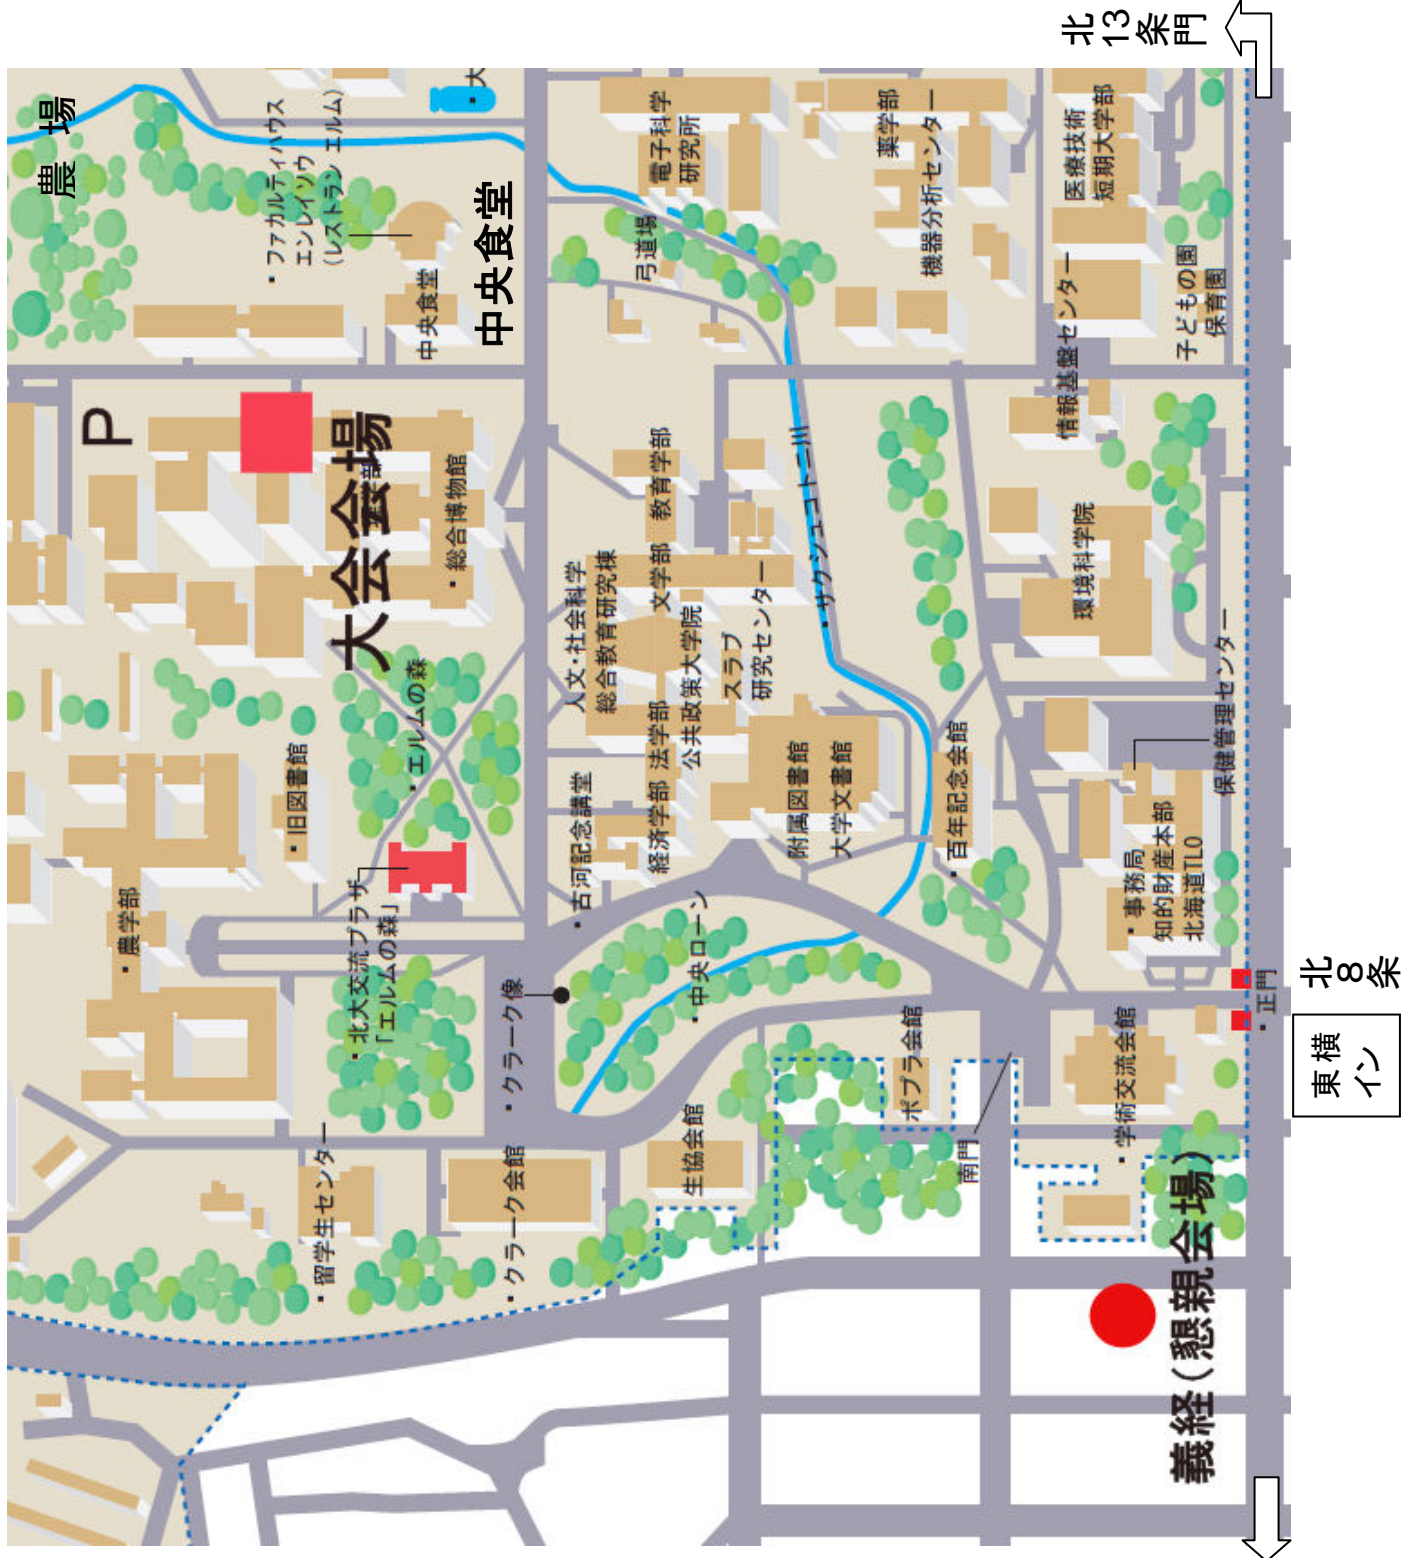 北
13
条
門
農場
ファカルティハウス
エンレイソウ
(レストラン エルム)
大
中央食堂
中央食堂
電子科学
研究所
弓道場
薬学部
機器分析センター
医療技術
短期大学部
子どもの園
保育園
情報基盤センター
P
大会会場
総合博物館
教育学部
文学部
人文・社会科学
総合教育研究棟
公共政策大学院
法学部
経済学部
スラブ
研究センター
サクシュコトニ川
環境科学院
保健管理センター
エルムの森
旧図書館
古河記念講堂
附属図書館
大学文書館
百年記念会館
事務局
知的財産本部
北海道TLO
農学部
北大交流プラザ
「エルムの森」
クラーク像
中央ローン
正門
北
8
条
東横
イン
ポプラ会館
学術交流会館
南門
生協会館
クラーク会館
留学生センター
義経(懇親会場)